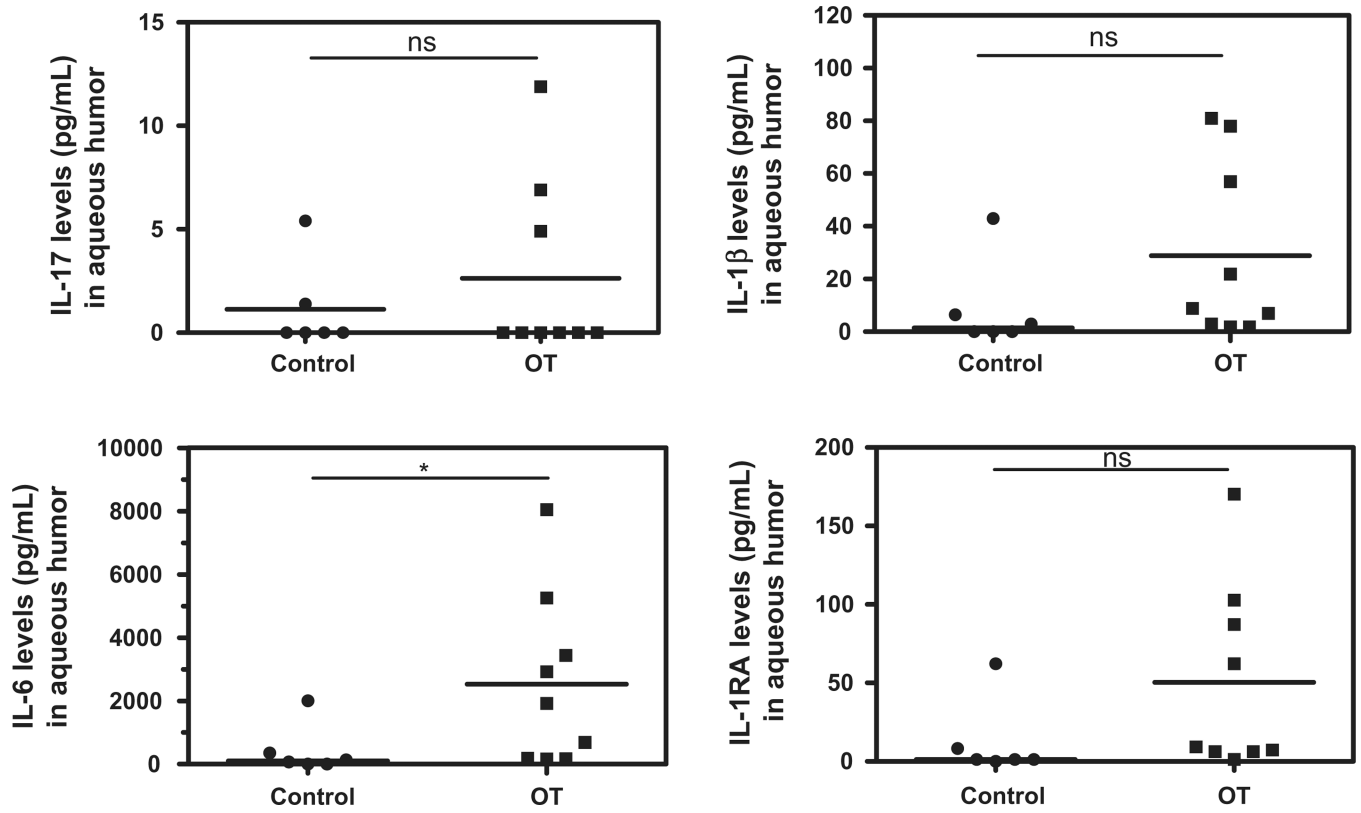 IL-17 levels (pg/mL)
in aqueous humor
15
10
5
0
ns
Control
OT
IL-1β levels (pg/mL)
in aqueous humor
120
100
80
60
40
20
0
ns
Control
OT
IL-6 levels (pg/mL)
in aqueous humor
10000
8000
6000
4000
2000
0
*
Control
OT
IL-1RA levels (pg/mL)
in aqueous humor
200
150
100
50
0
ns
Control
OT